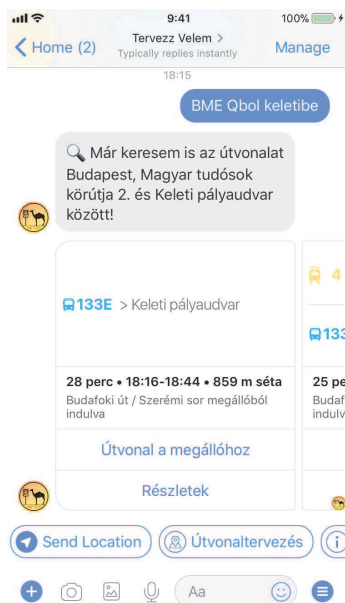 9:41
100%
Home (2)
Tervezz Velem >
Manage
Typically replies instantly
18:15
BME Qbol keletibe
Már keresem is az útvonalat
Budapest, Magyar tudósok
körútja 2. és Keleti pályaudvar
között!
133E > Keleti pályaudvar
4
133
28 perc • 18:16-18:44 • 859 m séta
Budafoki út / Szerémi sor megállóból
indulva
25 pe
Budaf
indulv
Útvonal a megállóhoz
Részletek
Send Location
Útvonaltervezés
Aa